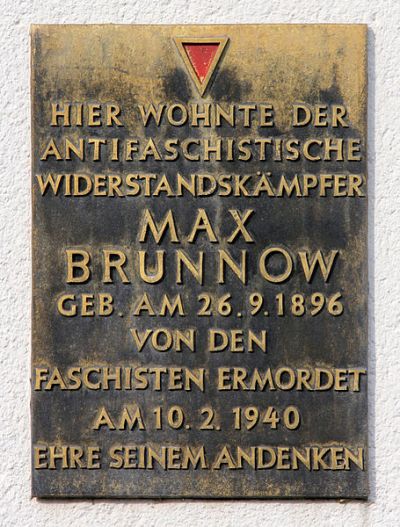 HIER WOHNTE DER
ANTIFASCHISTISCHE
WIDERSTANDSKÄMPFER
MAX
BRUNNOW
GEB. AM 26.9.1896
VON DEN
FASCHISTEN ERMORDET
AM 10.2.1940
EHRE SEINEM ANDENKEN